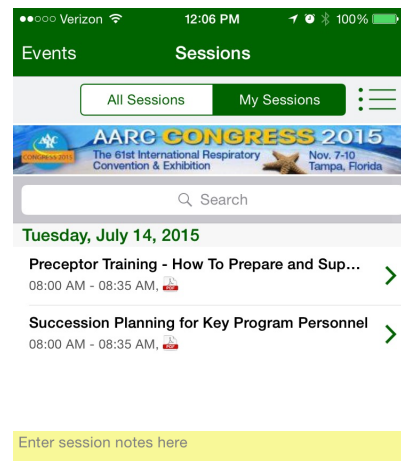 Verizon 12:06 PM 100%
Events Sessions
All Sessions My Sessions
AARC CONGRESS 2015
CONGRESS 2015
The 61st International Respiratory
Convention & Exhibition
Nov. 7-10
Tampa, Florida
Search
Tuesday, July 14, 2015
Preceptor Training - How To Prepare and Sup...
08:00 AM - 08:35 AM, PDF
Succession Planning for Key Program Personnel
08:00 AM - 08:35 AM, PDF
Enter session notes here